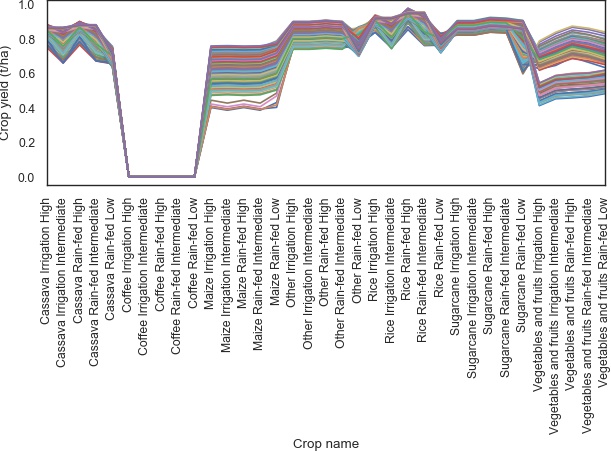 1.0
0.8
0.6
0.4
0.2
0.0
Crop yield (t/ha)
Cassava Irrigation High
Cassava Irrigation Intermediate
Cassava Rain-fed High
Cassava Rain-fed Intermediate
Cassava Rain-fed Low
Coffee Irrigation High
Coffee Irrigation Intermediate
Coffee Rain-fed High
Coffee Rain-fed Intermediate
Coffee Rain-fed Low
Maize Irrigation High
Maize Irrigation Intermediate
Maize Rain-fed High
Maize Rain-fed Intermediate
Maize Rain-fed Low
Other Irrigation High
Other Irrigation Intermediate
Other Rain-fed High
Other Rain-fed Intermediate
Other Rain-fed Low
Rice Irrigation High
Rice Irrigation Intermediate
Rice Rain-fed High
Rice Rain-fed Intermediate
Rice Rain-fed Low
Sugarcane Irrigation High
Sugarcane Irrigation Intermediate
Sugarcane Rain-fed High
Sugarcane Rain-fed Intermediate
Sugarcane Rain-fed Low
Vegetables and fruits Irrigation High
Vegetables and fruits Irrigation Intermediate
Vegetables and fruits Rain-fed High
Vegetables and fruits Rain-fed Intermediate
Vegetables and fruits Rain-fed Low
Crop name